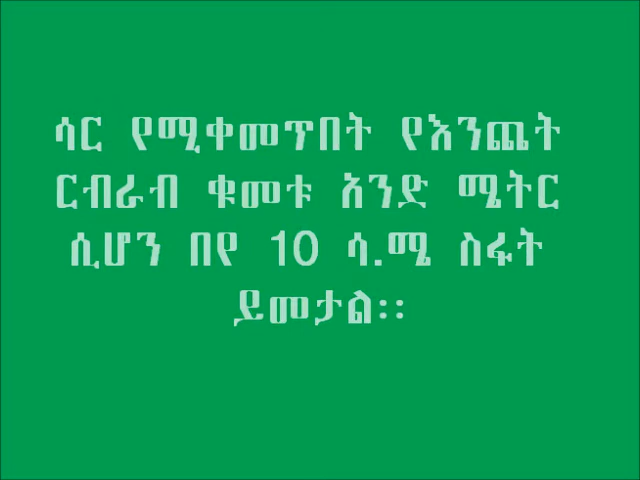 ሳር የሚቀመጥበት የእንጨት
ርብራብ ቁመቱ አንድ ሜትር
ሲሆን በየ 10 ሳ.ሜ ስፋት
ይመታል፡፡